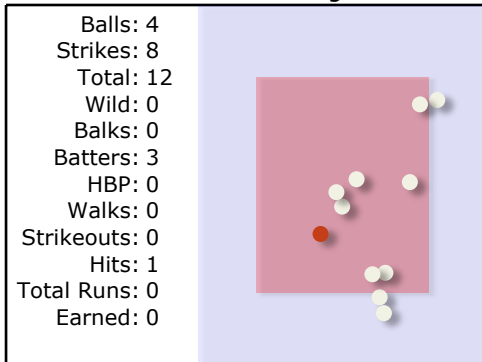 Balls: 4
Strikes: 8
Total: 12
Wild: 0
Balks: 0
Batters: 3
HBP: 0
Walks: 0
Strikeouts: 0
Hits: 1
Total Runs: 0
Earned: 0